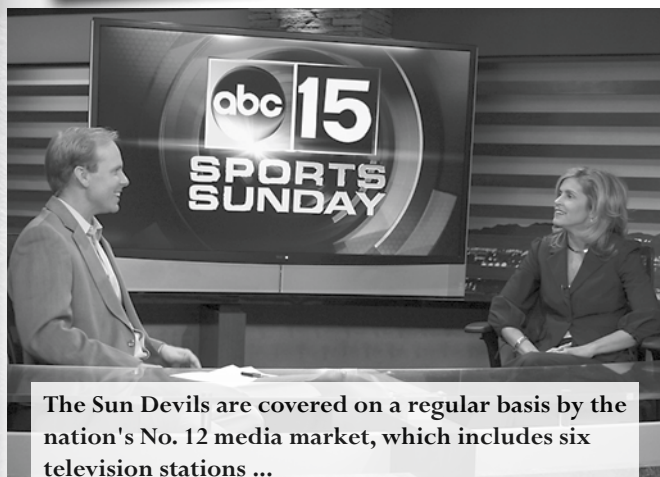 abc 15
SPORTS
SUNDAY
The Sun Devils are covered on a regular basis by the
nation's No. 12 media market, which includes six
television stations ...